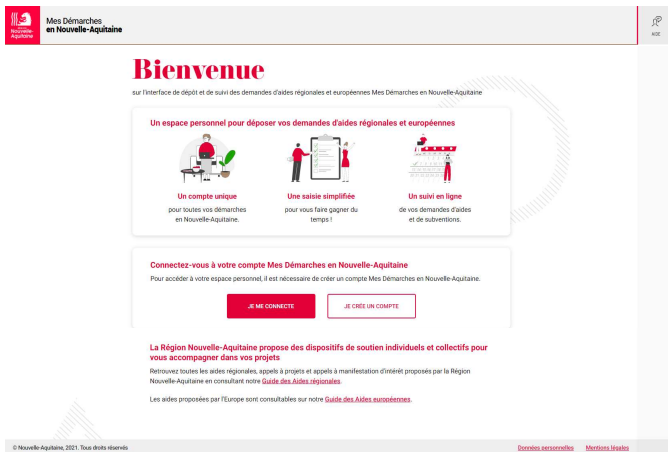 RÉGION
Nouvelle-
Aquitaine
Mes Démarches
en Nouvelle-Aquitaine
AIDE
Bienvenue
sur l'interface de dépôt et de suivi des demandes d'aides régionales et européennes Mes Démarches en Nouvelle-Aquitaine
Un espace personnel pour déposer vos demandes d'aides régionales et européennes
Un compte unique
pour toutes vos démarches
en Nouvelle-Aquitaine.
Une saisie simplifiée
pour vous faire gagner du
temps !
Un suivi en ligne
de vos demandes d'aides
et de subventions.
Connectez-vous à votre compte Mes Démarches en Nouvelle-Aquitaine
Pour accéder à votre espace personnel, il est nécessaire de créer un compte Mes Démarches en Nouvelle-Aquitaine.
JE ME CONNECTE
JE CRÉE UN COMPTE
La Région Nouvelle-Aquitaine propose des dispositifs de soutien individuels et collectifs pour
vous accompagner dans vos projets
Retrouvez toutes les aides régionales, appels à projets et appels à manifestation d'intérêt proposés par la Région
Nouvelle-Aquitaine en consultant notre Guide des Aides régionales.
Les aides proposées par l'Europe sont consultables sur notre Guide des Aides européennes.
© Nouvelle-Aquitaine, 2021. Tous droits réservés
Données personnelles
Mentions légales